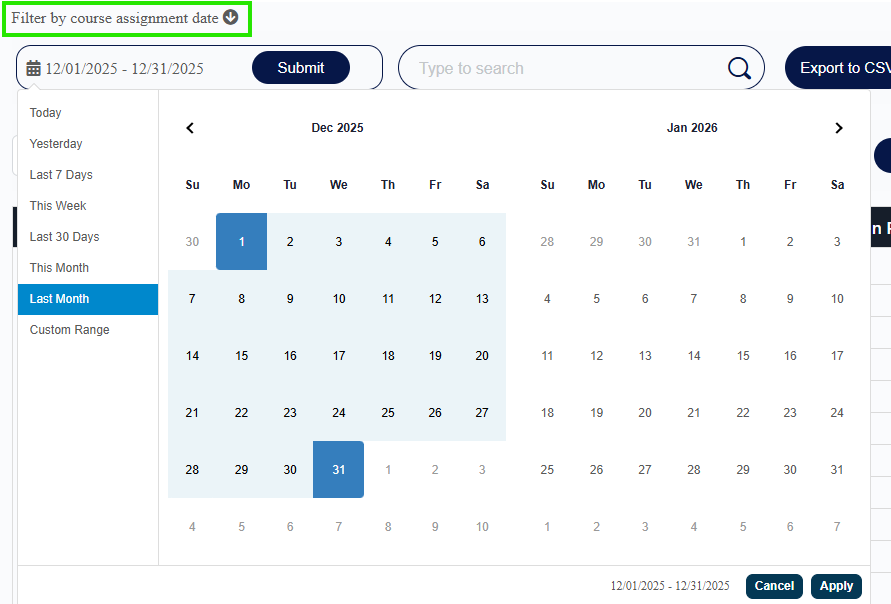 Filter by course assignment date
12/01/2025 - 12/31/2025
Submit
Type to search
Export to CSV
Today
Yesterday
Last 7 Days
This Week
Last 30 Days
This Month
Last Month
Custom Range
Dec 2025
Su Mo Tu We Th Fr Sa
30 1 2 3 4 5 6
7 8 9 10 11 12 13
14 15 16 17 18 19 20
21 22 23 24 25 26 27
28 29 30 31 1 2 3
4 5 6 7 8 9 10
Jan 2026
Su Mo Tu We Th Fr Sa
28 29 30 31 1 2 3
4 5 6 7 8 9 10
11 12 13 14 15 16 17
18 19 20 21 22 23 24
25 26 27 28 29 30 31
1 2 3 4 5 6 7
12/01/2025 - 12/31/2025
Cancel
Apply